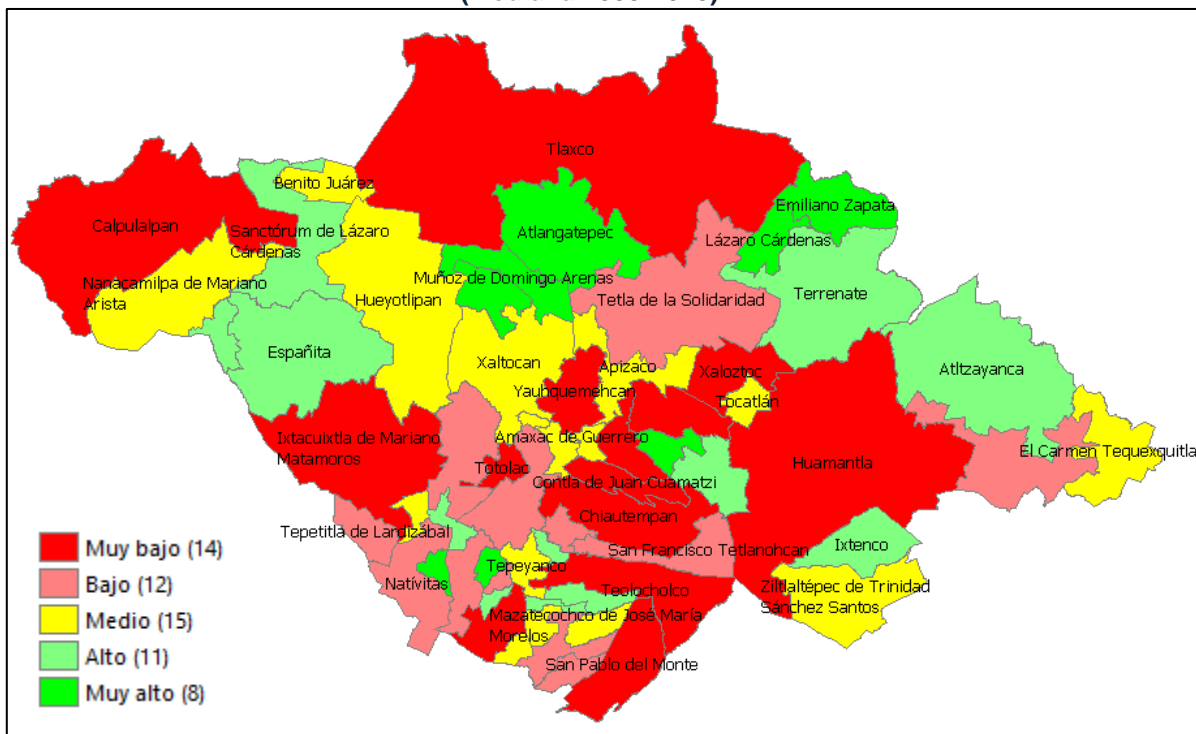 Tlaxco
Benito Juárez
Calpulalpan
Sanctórum de Lázaro
Cárdenas
Emiliano Zapata
Atlangatepec
Lázaro Cárdenas
Nanacamilpa de Mariano
Arista
Muñoz de Domingo Arenas
Hueyotlipan
Tetla de la Solidaridad
Terrenate
Españita
Xaltocan
Apizaco
Xaloztoc
Atltzayanca
Yauhquemehcan
Tocatlán
Ixtacuixtla de Mariano
Matamoros
Amaxac de Guerrero
El Carmen Tequexquitla
Totolac
Huamantla
Contla de Juan Cuamatzi
Chiautempan
Tepetitla de Lardizábal
San Francisco Tetlanohcan
Ixtenco
Natívitas
Tepeyanco
Teolocholco
Ziltlaltépec de Trinidad
Sánchez Santos
Mazatecochco de José María
Morelos
San Pablo del Monte
Muy bajo (14)
Bajo (12)
Medio (15)
Alto (11)
Muy alto (8)